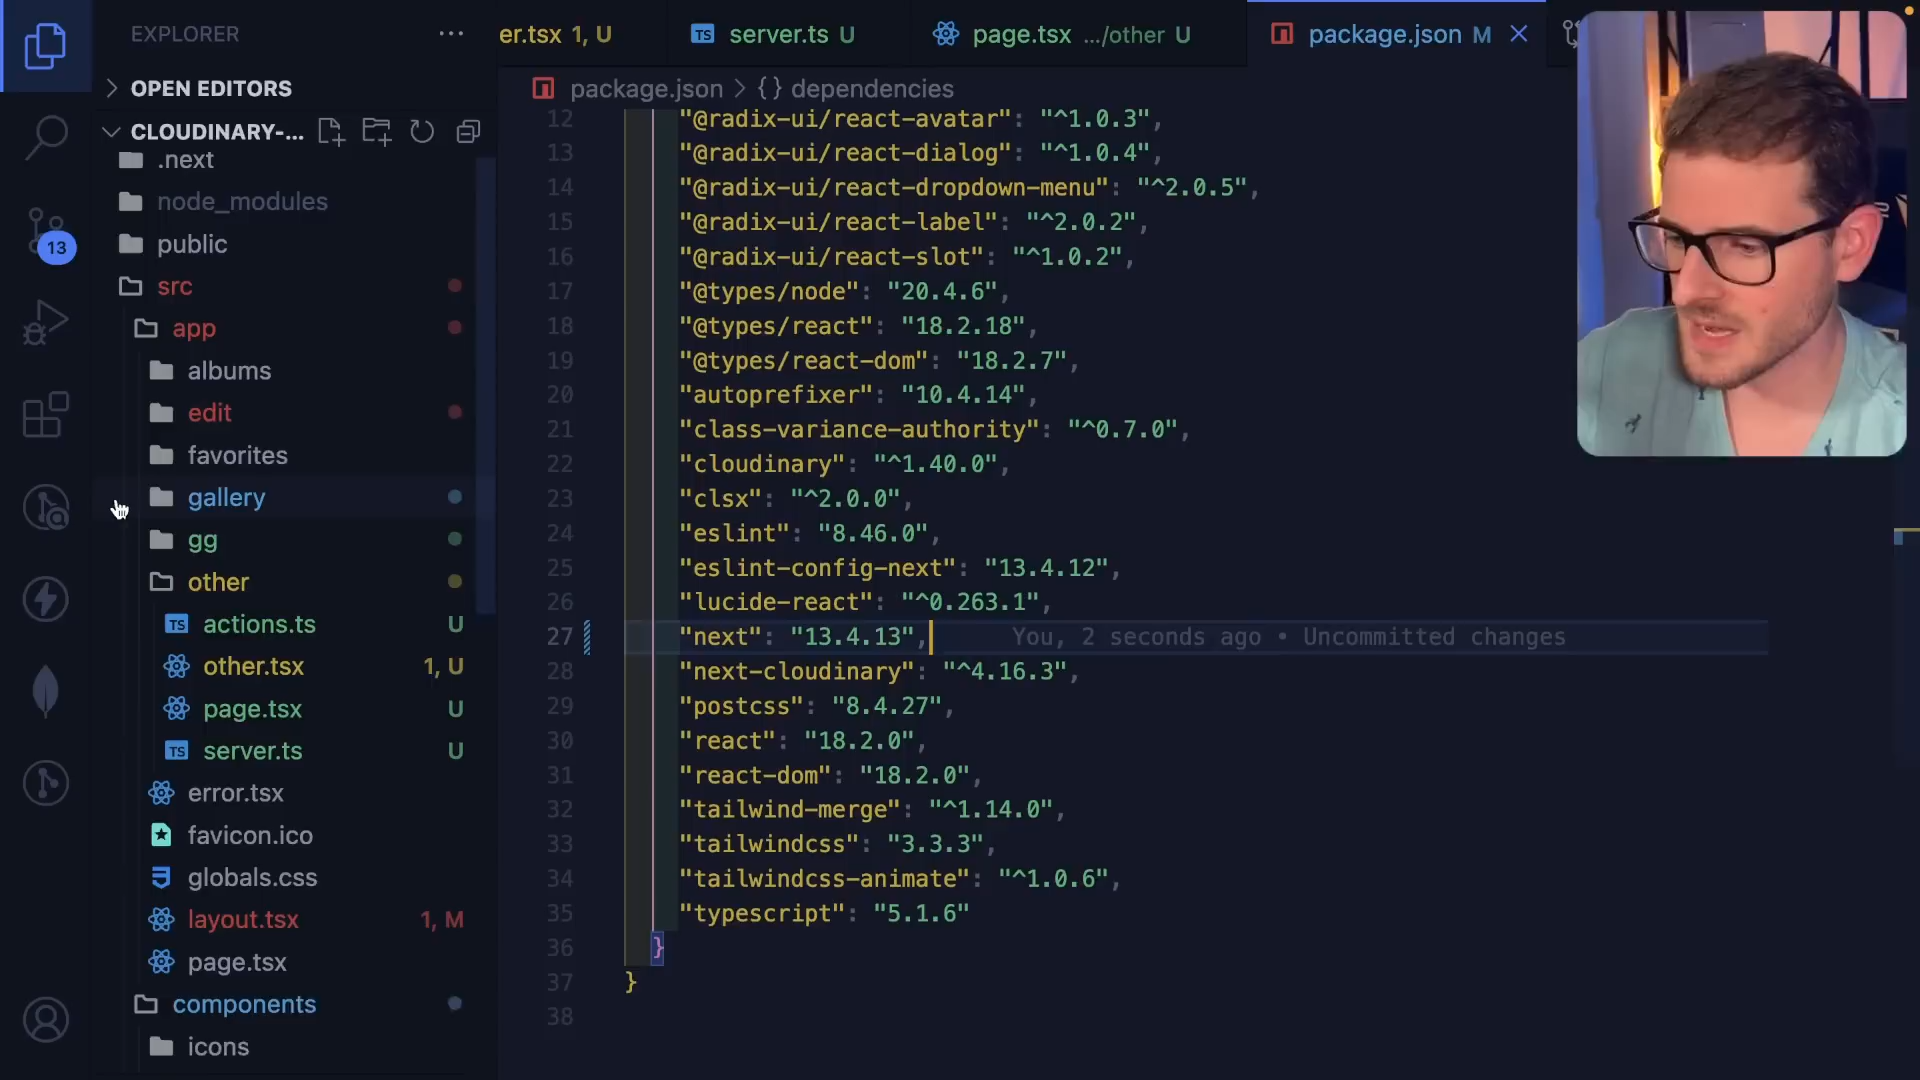 EXPLORER
OPEN EDITORS
CLOUDINARY-...
.next
node_modules
public
src
app
albums
edit
favorites
gallery
gg
other
TS actions.ts U
other.tsx 1, U
page.tsx U
TS server.ts U
error.tsx
favicon.ico
globals.css
layout.tsx 1, M
page.tsx
components
icons
13
er.tsx 1, U
TS server.ts U
page.tsx .../other U
package.json M
package.json > {} dependencies
12 "@radix-ui/react-avatar": "^1.0.3",
13 "@radix-ui/react-dialog": "^1.0.4",
14 "@radix-ui/react-dropdown-menu": "^2.0.5",
15 "@radix-ui/react-label": "^2.0.2",
16 "@radix-ui/react-slot": "^1.0.2",
17 "@types/node": "20.4.6",
18 "@types/react": "18.2.18",
19 "@types/react-dom": "18.2.7",
20 "autoprefixer": "10.4.14",
21 "class-variance-authority": "^0.7.0",
22 "cloudinary": "^1.40.0",
23 "clsx": "^2.0.0",
24 "eslint": "8.46.0",
25 "eslint-config-next": "13.4.12",
26 "lucide-react": "^0.263.1",
27 "next": "13.4.13", You, 2 seconds ago • Uncommitted changes
28 "next-cloudinary": "^4.16.3",
29 "postcss": "8.4.27",
30 "react": "18.2.0",
31 "react-dom": "18.2.0",
32 "tailwind-merge": "^1.14.0",
33 "tailwindcss": "3.3.3",
34 "tailwindcss-animate": "^1.0.6",
35 "typescript": "5.1.6"
36 }
37 }
38